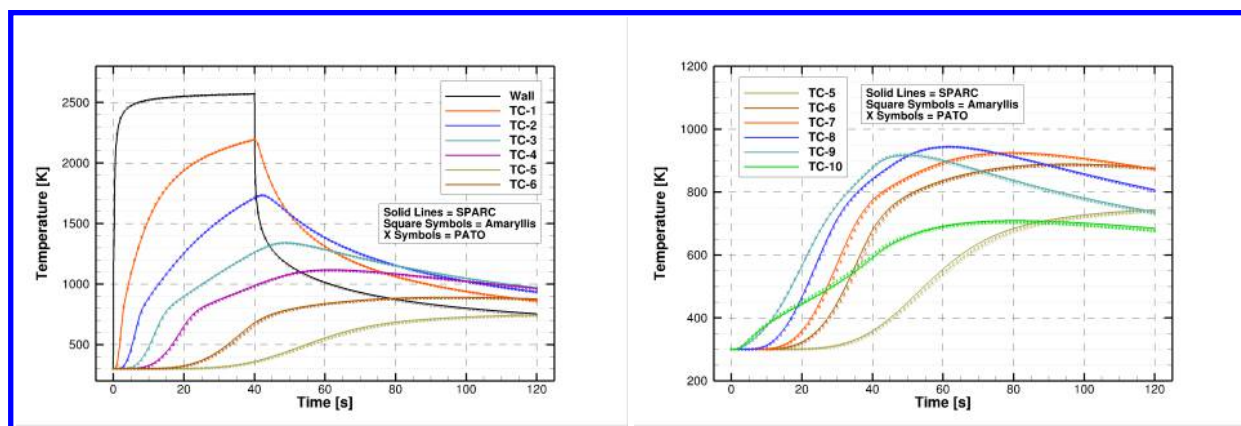 2500
2000
1500
1000
500
Temperature [K]
0
20
40
60
80
100
120
Time [s]
Wall
TC-1
TC-2
TC-3
TC-4
TC-5
TC-6
Solid Lines = SPARC
Square Symbols = Amaryllis
X Symbols = PATO
1200
1000
800
600
400
200
Temperature [K]
0
20
40
60
80
100
120
Time [s]
TC-5
TC-6
TC-7
TC-8
TC-9
TC-10
Solid Lines = SPARC
Square Symbols = Amaryllis
X Symbols = PATO